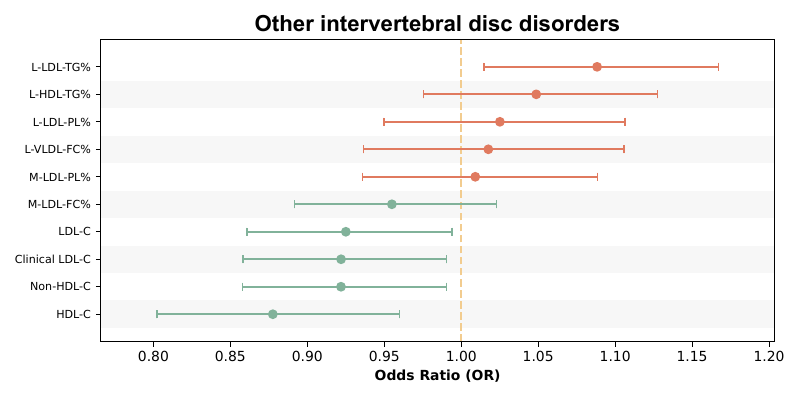 Other intervertebral disc disorders
L-LDL-TG%
L-HDL-TG%
L-LDL-PL%
L-VLDL-FC%
M-LDL-PL%
M-LDL-FC%
LDL-C
Clinical LDL-C
Non-HDL-C
HDL-C
0.80 0.85 0.90 0.95 1.00 1.05 1.10 1.15 1.20
Odds Ratio (OR)